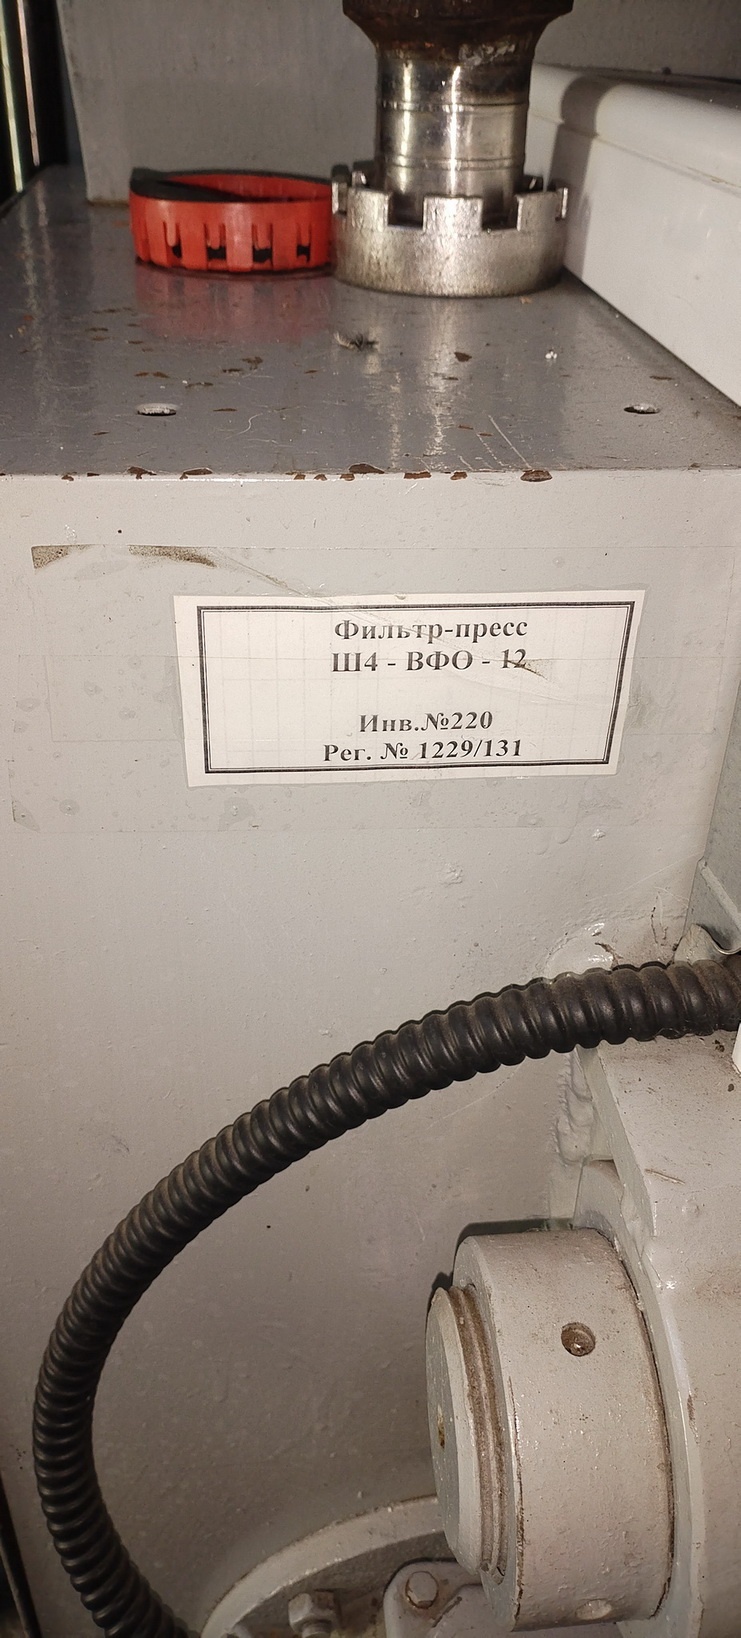 Фильтр-пресс
Ш4 - ВФО - 12
Инв.№220
Рег. № 1229/131